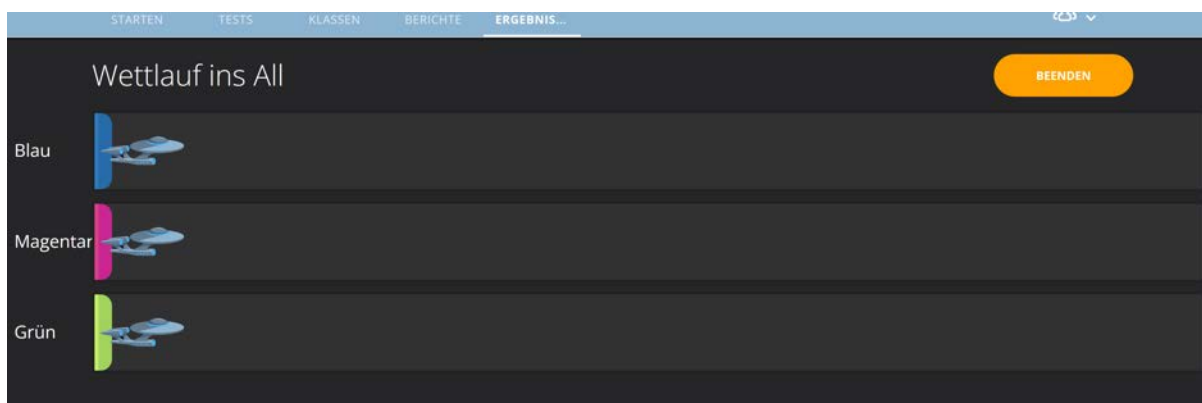 STARTEN TESTS KLASSEN BERICHTE ERGEBNIS...
Wettlauf ins All BEENDEN
Blau
Magentar
Grün